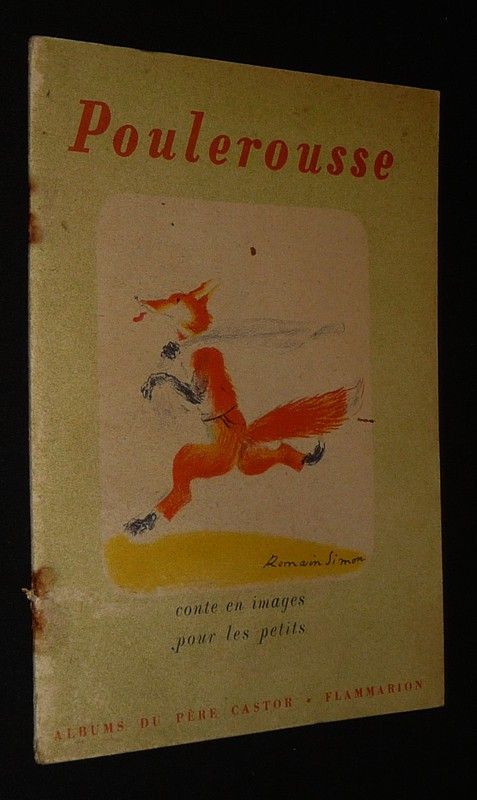 Poulerousse
Romain Simon
conte en images
pour les petits
ALBUMS DU PÈRE CASTOR • FLAMMARION